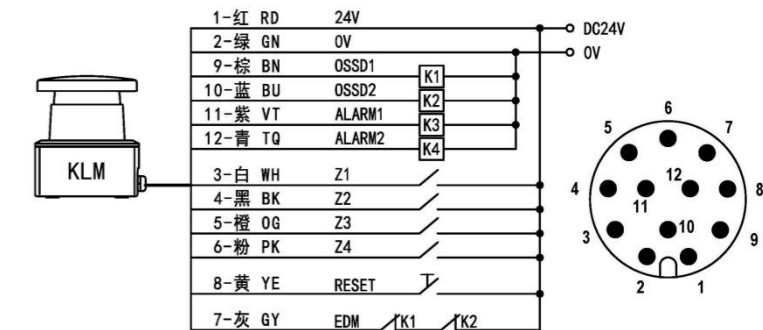 1-红 RD 24V
DC24V
2-绿 GN 0V
0V
9-棕 BN OSSD1
K1
10-蓝 BU OSSD2
K2
11-紫 VT ALARM1
K3
12-青 TQ ALARM2
K4
KLM
3-白 WH Z1
4-黑 BK Z2
5-橙 OG Z3
6-粉 PK Z4
8-黄 YE RESET
7-灰 GY EDM K1 K2
6
5 7
12
4 8
11
10
3 9
2 1